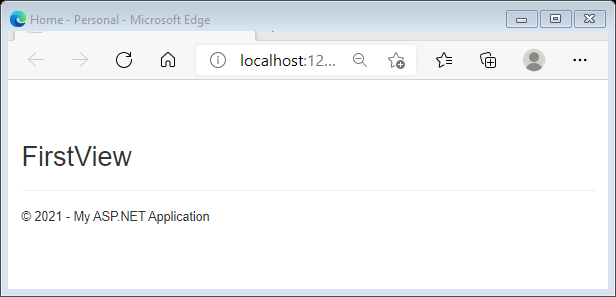 Home - Personal - Microsoft Edge
localhost:12...
FirstView
© 2021 - My ASP.NET Application